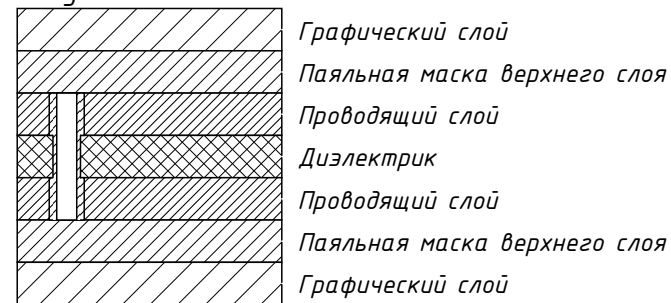 Графический слой
Паяльная маска верхнего слоя
Проводящий слой
Диэлектрик
Проводящий слой
Паяльная маска верхнего слоя
Графический слой